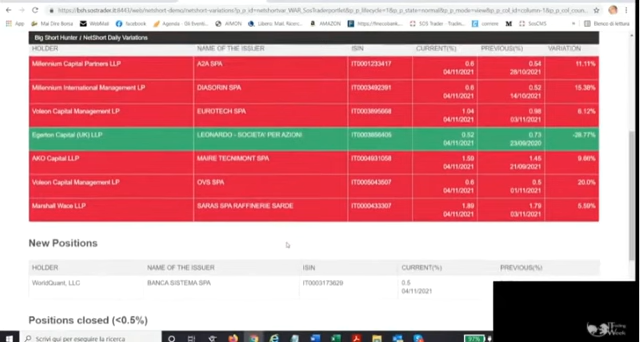 Big Short Hunter / NetShort Daily Variations
HOLDER NAME OF THE ISSUER ISIN CURRENT(%) PREVIOUS(%) VARIATION
Millennium Capital Partners LLP A2A SPA IT0001233417 0.6 04/11/2021 0.54 28/10/2021 11.11%
Millennium International Management LP DIASORIN SPA IT0003492391 0.6 04/11/2021 0.52 14/10/2021 15.38%
Voleon Capital Management LP EUROTECH SPA IT0003895668 1.04 04/11/2021 0.98 03/11/2021 6.12%
Egerton Capital (UK) LLP LEONARDO - SOCIETA' PER AZIONI IT0003856405 0.52 04/11/2021 0.73 23/09/2020 -28.77%
AKO Capital LLP MAIRE TECNIMONT SPA IT0004931058 1.59 04/11/2021 1.45 21/09/2021 9.66%
Voleon Capital Management LP OVS SPA IT0005043507 0.6 04/11/2021 0.5 01/11/2021 20.0%
Marshall Wace LLP SARAS SPA RAFFINERIE SARDE IT0000433307 1.89 04/11/2021 1.79 03/11/2021 5.59%
New Positions
HOLDER NAME OF THE ISSUER ISIN CURRENT(%) PREVIOUS(%)
WorldQuant, LLC BANCA SISTEMA SPA IT0003173629 0.5 04/11/2021
Positions closed (<0.5%)
Scrivi qui per eseguire la ricerca
97%